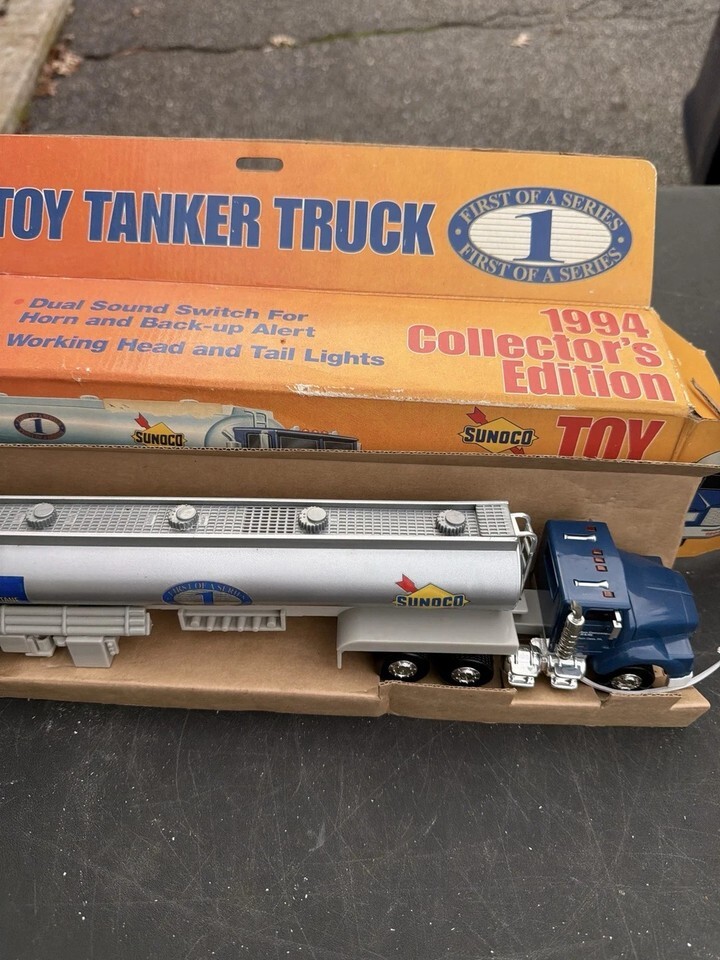 TOY TANKER TRUCK
FIRST OF A SERIES
1
FIRST OF A SERIES
Dual Sound Switch For
Horn and Back-up Alert
Working Head and Tail Lights
1994
Collector's
Edition
1
SUNOCO
SUNOCO
TOY
FIRST OF A SERIES
1
SUNOCO